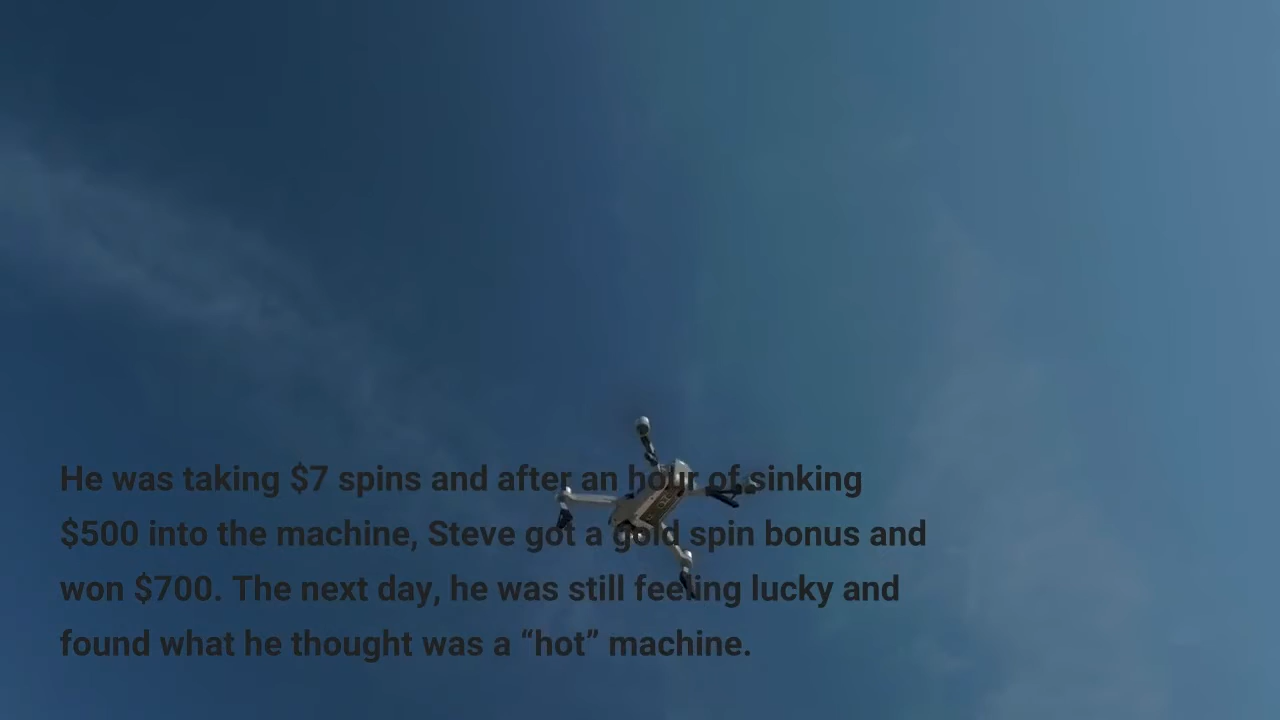 He was taking $7 spins and after an hour of sinking
$500 into the machine, Steve got a gold spin bonus and
won $700. The next day, he was still feeling lucky and
found what he thought was a “hot” machine.